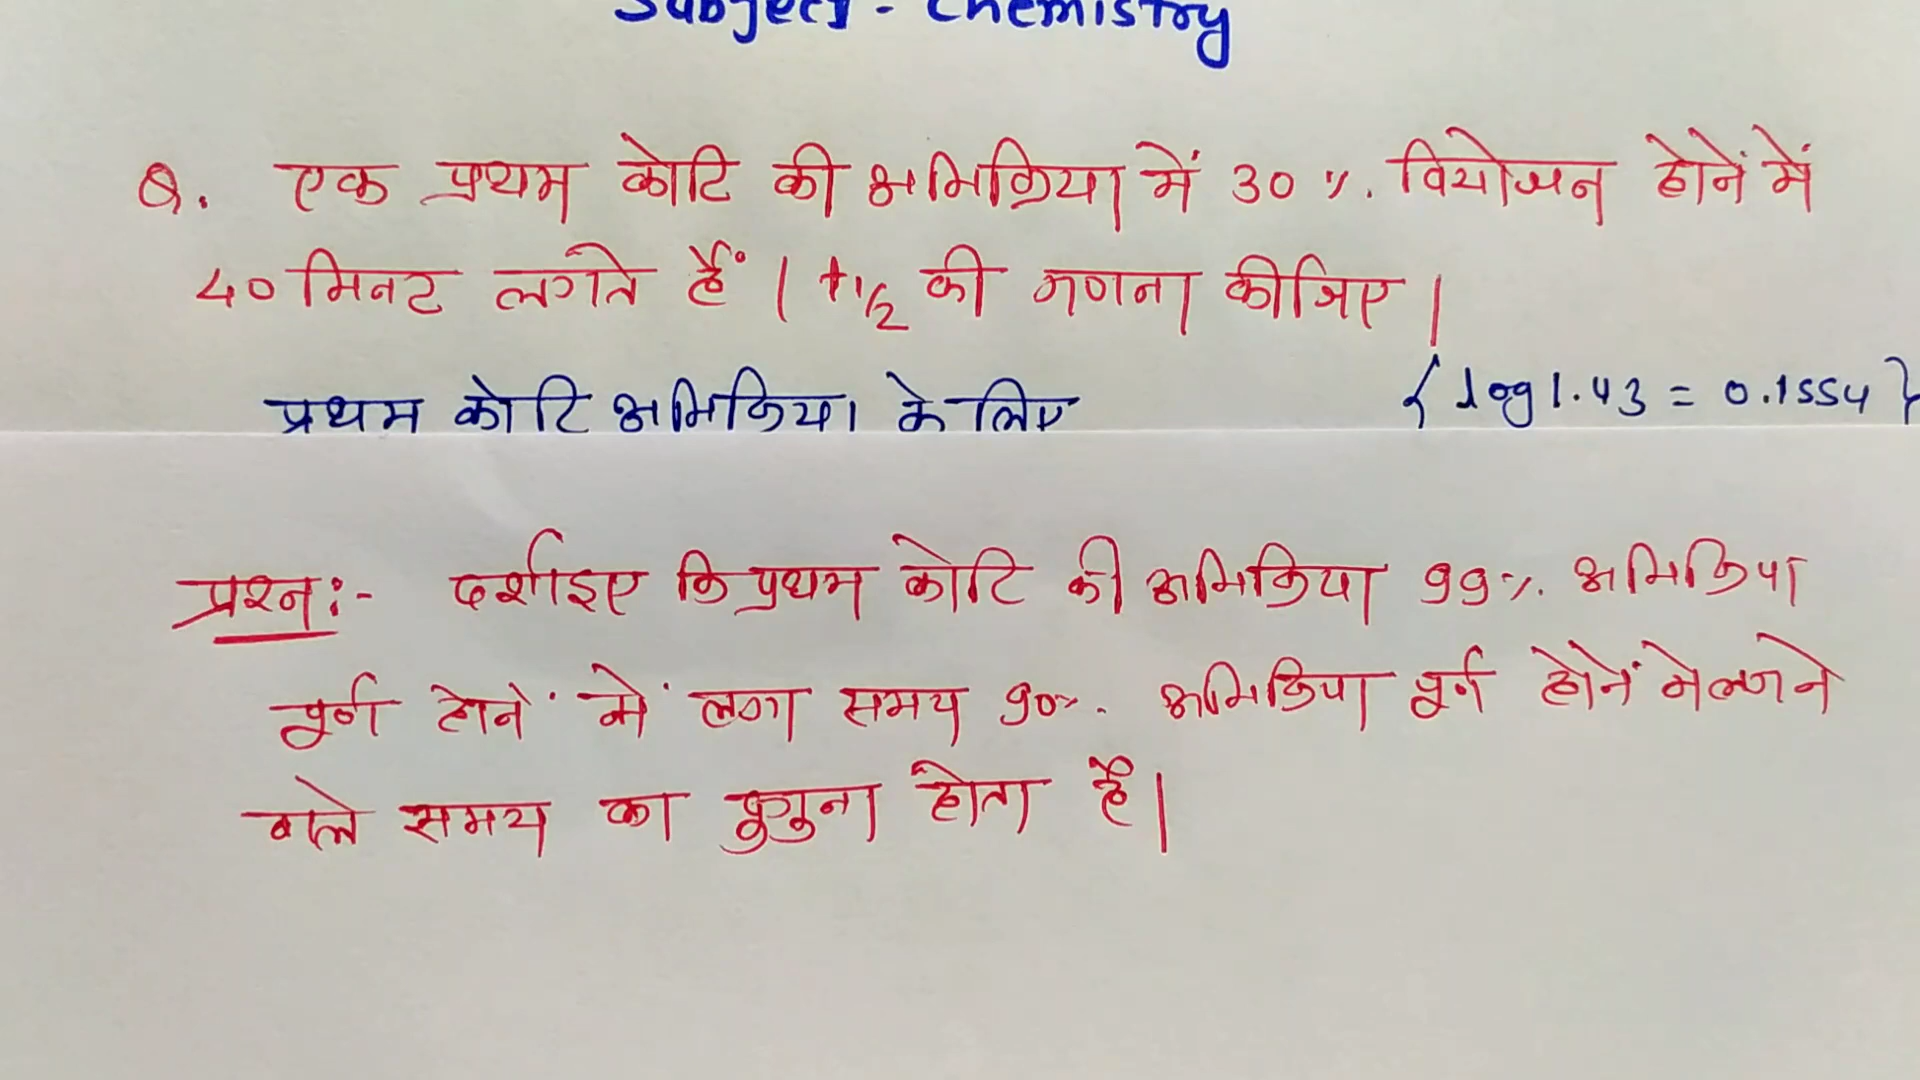 Subject - Chemistry
Q. एक प्रथम कोटि की अभिक्रिया में 30 %. वियोजन होनें में
40 मिनट लगते हैं । t1/2 की गणना कीजिए ।
प्रथम कोटि अभिक्रिया के लिए { log 1.43 = 0.1554 }
प्रश्न :- दर्शाइए कि प्रथम कोटि की अभिक्रिया 99%. अभिक्रिया
पूर्ण होनें में लगा समय 90%. अभिक्रिया पूर्ण होनें में लगने
वाले समय का दुगुना होता है ।